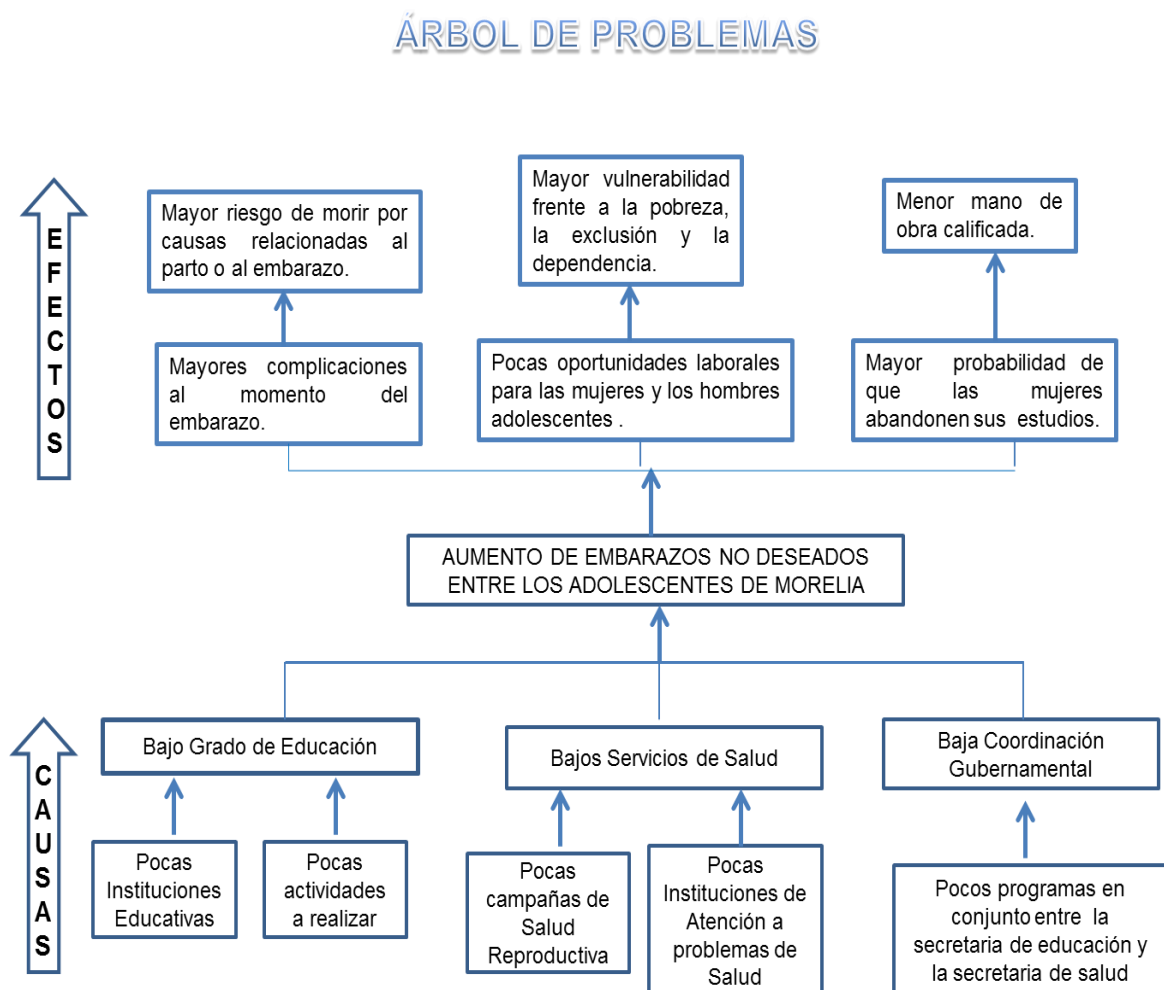 ÁRBOL DE PROBLEMAS
EFECTOS
Mayor riesgo de morir por
causas relacionadas al
parto o al embarazo.
Mayor vulnerabilidad
frente a la pobreza,
la exclusión y la
dependencia.
Menor mano de
obra calificada.
Mayores complicaciones
al momento del
embarazo.
Pocas oportunidades laborales
para las mujeres y los hombres
adolescentes .
Mayor probabilidad de
que las mujeres
abandonen sus estudios.
AUMENTO DE EMBARAZOS NO DESEADOS
ENTRE LOS ADOLESCENTES DE MORELIA
CAUSAS
Bajo Grado de Educación
Bajos Servicios de Salud
Baja Coordinación
Gubernamental
Pocas
Instituciones
Educativas
Pocas
actividades
a realizar
Pocas
campañas de
Salud
Reproductiva
Pocas
Instituciones de
Atención a
problemas de
Salud
Pocos programas en
conjunto entre la
secretaria de educación y
la secretaria de salud